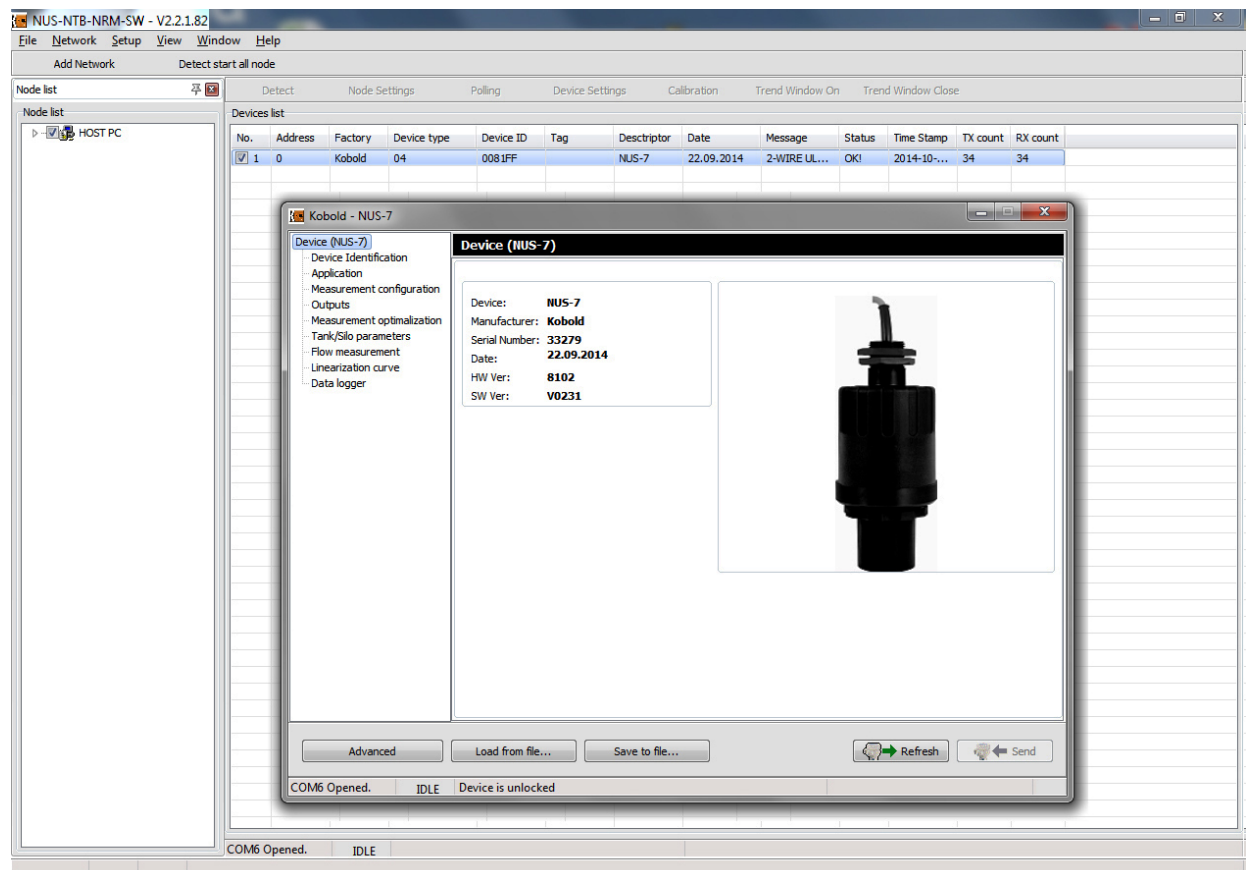 NUS-NTB-NRM-SW - V2.2.1.82
File Network Setup View Window Help
Add Network Detect start all node
Node list
Detect Node Settings Polling Device Settings Calibration Trend Window On Trend Window Close
Node list
HOST PC
Devices list
No. Address Factory Device type Device ID Tag Desctriptor Date Message Status Time Stamp TX count RX count
1 0 Kobold 04 0081FF NUS-7 22.09.2014 2-WIRE UL... OK! 2014-10-... 34 34
Kobold - NUS-7
Device (NUS-7)
Device Identification
Application
Measurement configuration
Outputs
Measurement optimalization
Tank/Silo parameters
Flow measurement
Linearization curve
Data logger
Device (NUS-7)
Device: NUS-7
Manufacturer: Kobold
Serial Number: 33279
Date: 22.09.2014
HW Ver: 8102
SW Ver: V0231
Advanced Load from file... Save to file... Refresh Send
COM6 Opened. IDLE Device is unlocked
COM6 Opened. IDLE